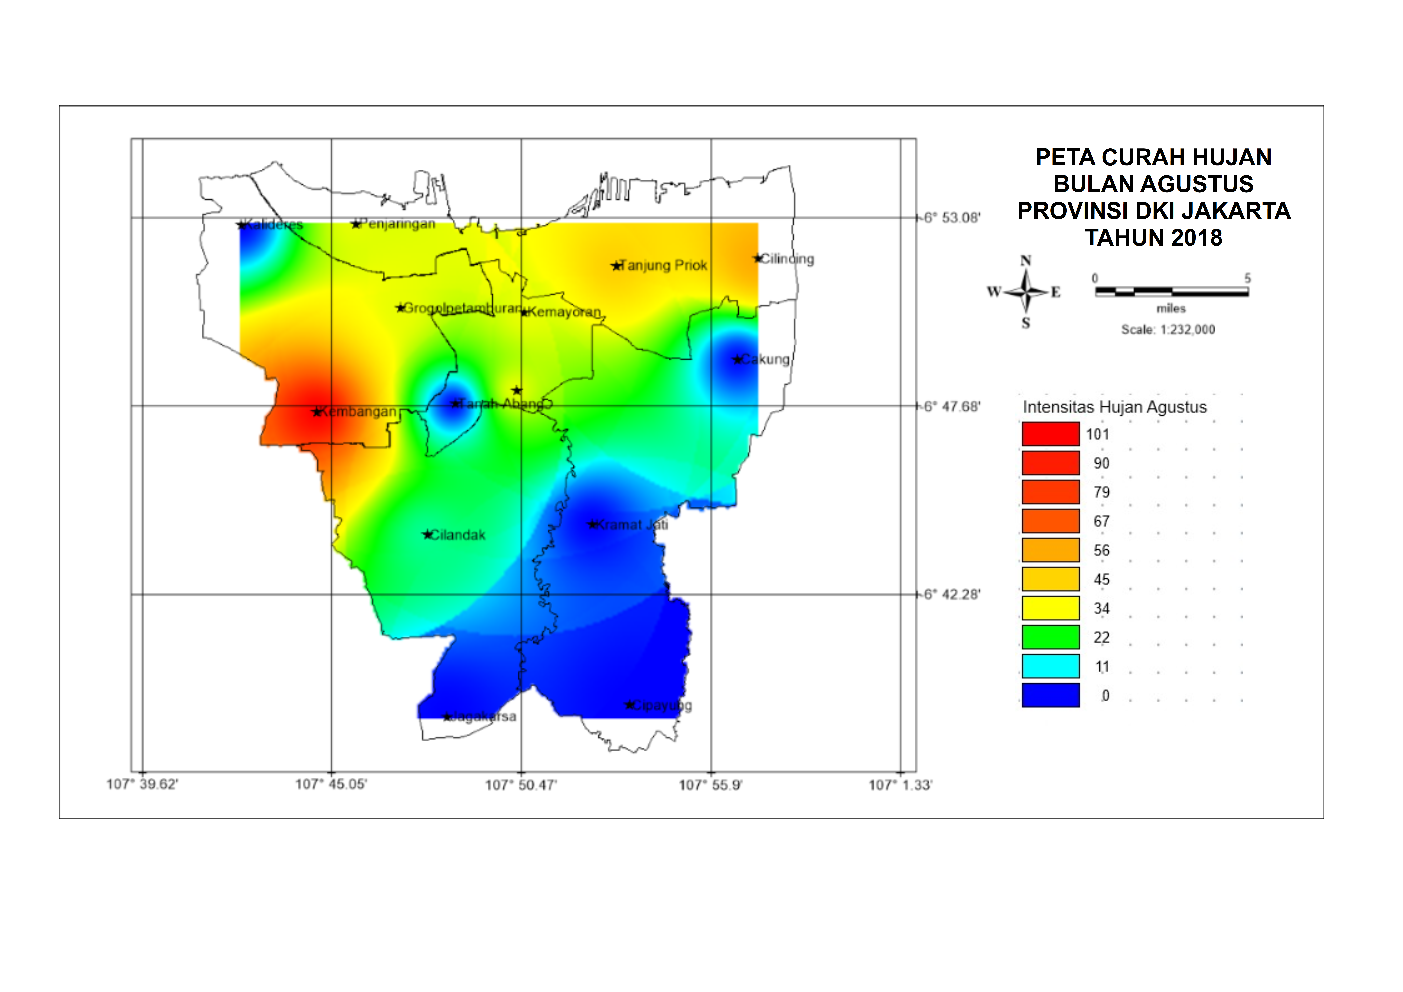 PETA CURAH HUJAN
BULAN AGUSTUS
PROVINSI DKI JAKARTA
TAHUN 2018
N
W E
S
0 5
miles
Scale: 1:232,000
Intensitas Hujan Agustus
101
90
79
67
56
45
34
22
11
0
Kalideres
Penjaringan
Tanjung Priok
Cilincing
Grogolpetamburan
Kemayoran
Cakung
Kembangan
Tanah Abang
Kramat Jati
Cilandak
Jagakarsa
Cipayung
-6° 53.08'
-6° 47.68'
-6° 42.28'
107° 39.62'
107° 45.05'
107° 50.47'
107° 55.9'
107° 1.33'